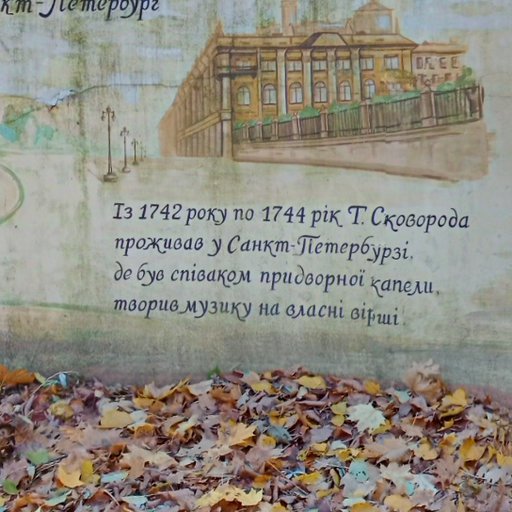 кт-Петербург
Із 1742 року по 1744 рік Т. Сковорода
проживав у Санкт-Петербурзі,
де був співаком придворної капели,
творив музику на власні вірші.